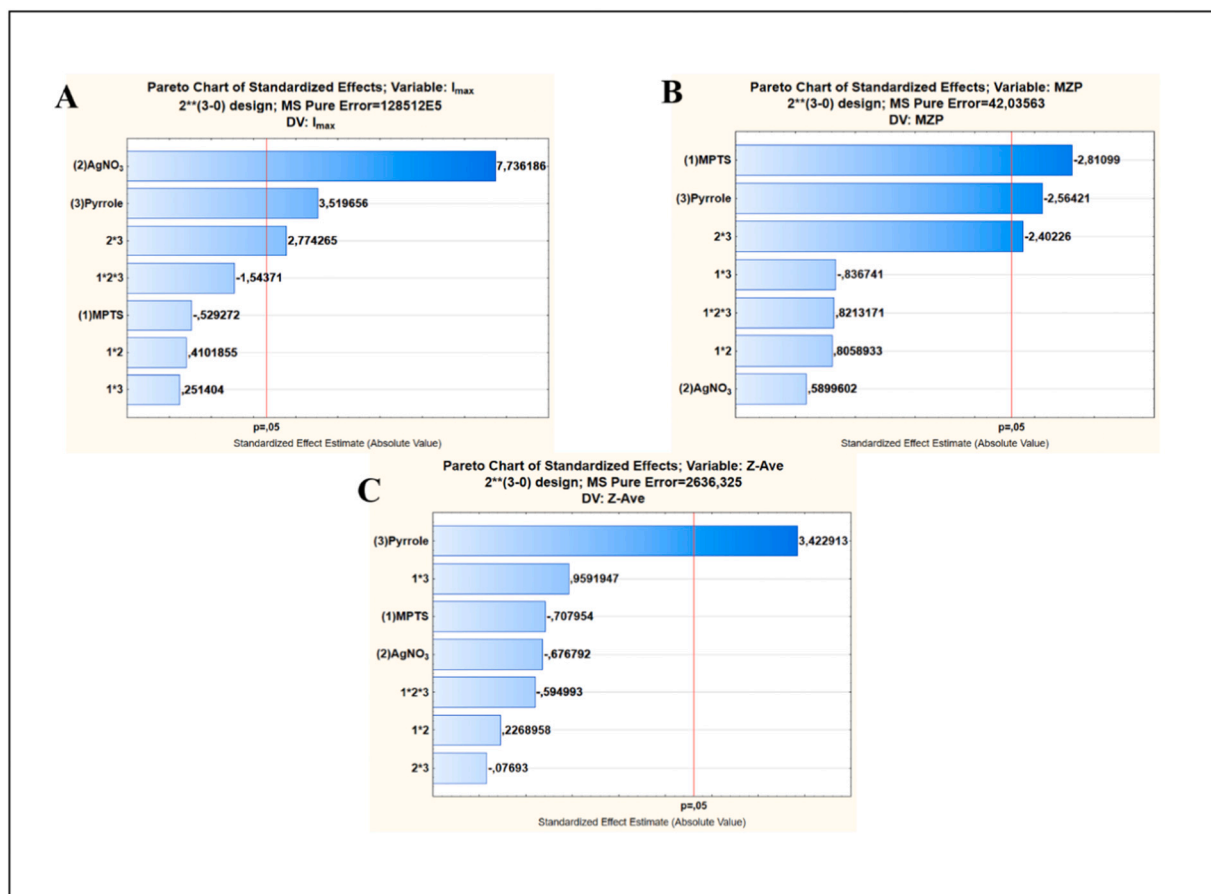 A
Pareto Chart of Standardized Effects; Variable: Imax
2**(3-0) design; MS Pure Error=128512E5
DV: Imax
(2)AgNO3
7,736186
(3)Pyrrole
3,519656
2*3
2,774265
1*2*3
-1,54371
(1)MPTS
-,529272
1*2
,4101855
1*3
,251404
p=,05
Standardized Effect Estimate (Absolute Value)
B
Pareto Chart of Standardized Effects; Variable: MZP
2**(3-0) design; MS Pure Error=42,03563
DV: MZP
(1)MPTS
-2,81099
(3)Pyrrole
-2,56421
2*3
-2,40226
1*3
-,836741
1*2*3
,8213171
1*2
,8058933
(2)AgNO3
,5899602
p=,05
Standardized Effect Estimate (Absolute Value)
C
Pareto Chart of Standardized Effects; Variable: Z-Ave
2**(3-0) design; MS Pure Error=2636,325
DV: Z-Ave
(3)Pyrrole
3,422913
1*3
,9591947
(1)MPTS
-,707954
(2)AgNO3
-,676792
1*2*3
-,594993
1*2
,2268958
2*3
-,07693
p=,05
Standardized Effect Estimate (Absolute Value)